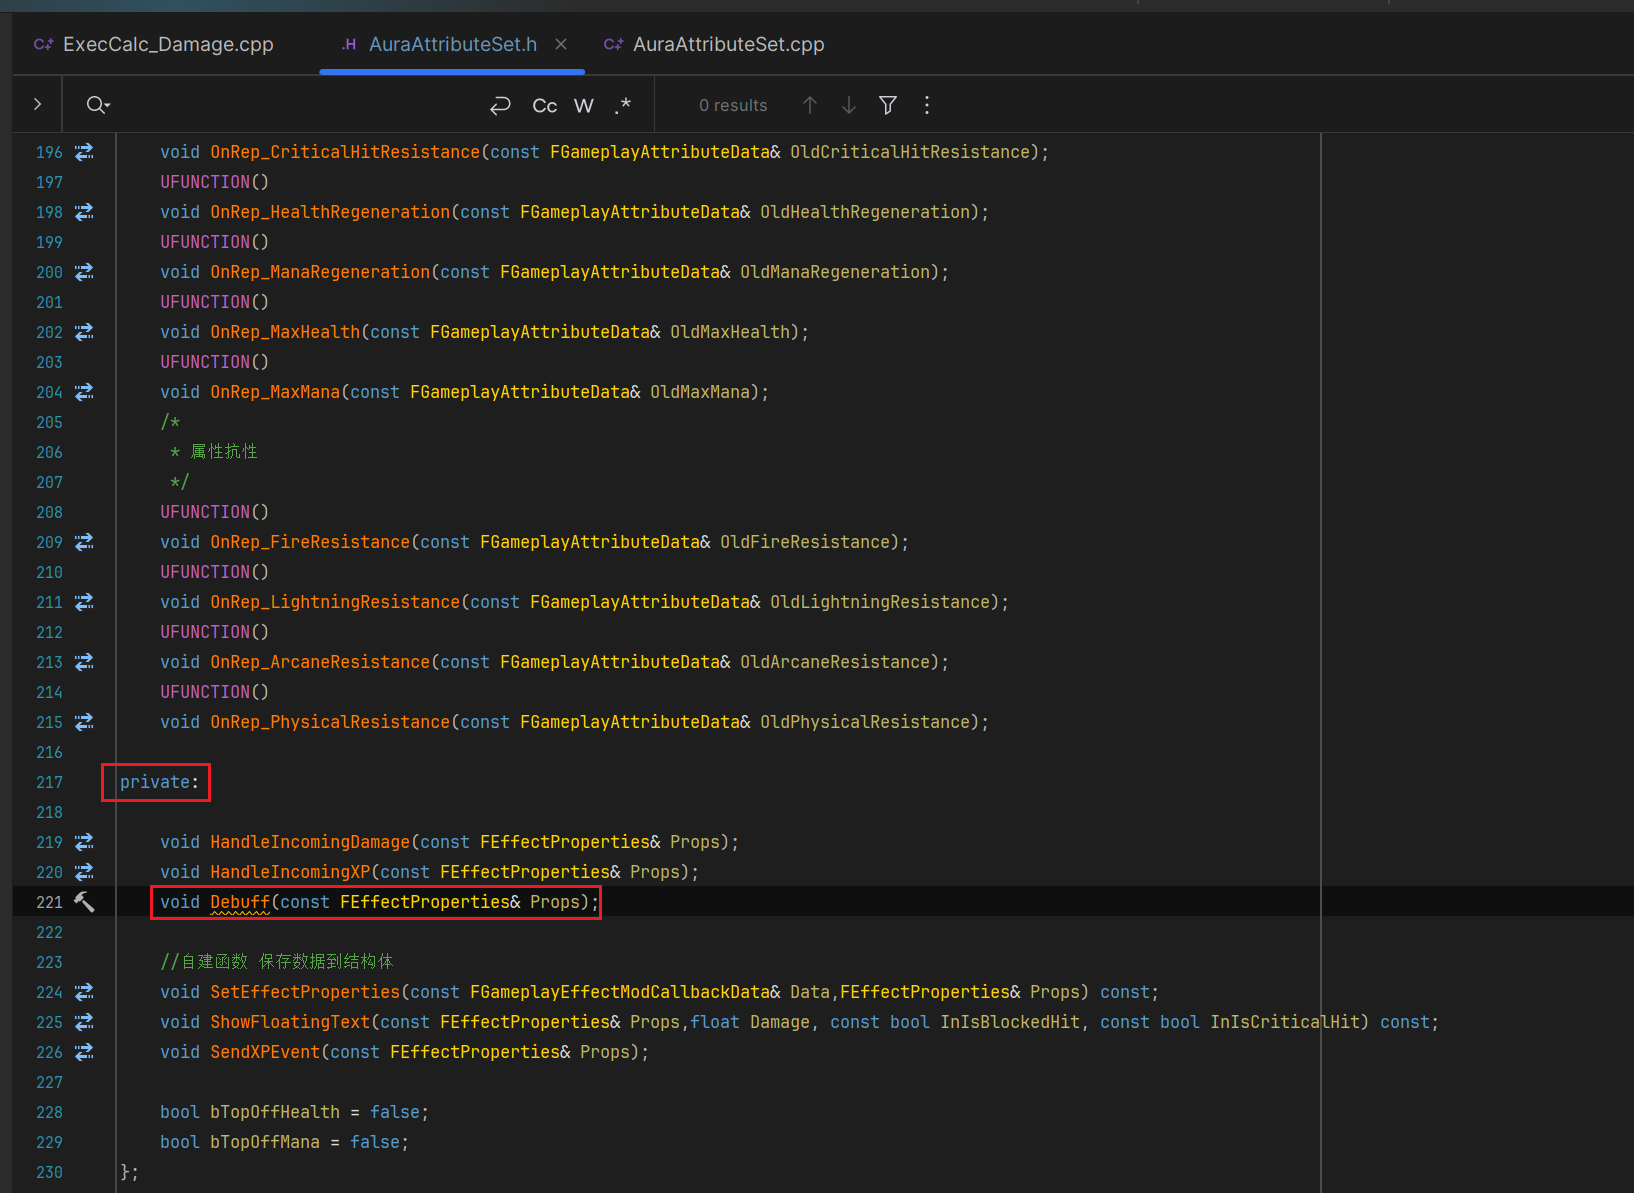 ExecCalc_Damage.cpp
.H AuraAttributeSet.h
AuraAttributeSet.cpp
Cc W .* 0 results
196 void OnRep_CriticalHitResistance(const FGameplayAttributeData& OldCriticalHitResistance);
197 UFUNCTION()
198 void OnRep_HealthRegeneration(const FGameplayAttributeData& OldHealthRegeneration);
199 UFUNCTION()
200 void OnRep_ManaRegeneration(const FGameplayAttributeData& OldManaRegeneration);
201 UFUNCTION()
202 void OnRep_MaxHealth(const FGameplayAttributeData& OldMaxHealth);
203 UFUNCTION()
204 void OnRep_MaxMana(const FGameplayAttributeData& OldMaxMana);
205 /*
206 * 属性抗性
207 */
208 UFUNCTION()
209 void OnRep_FireResistance(const FGameplayAttributeData& OldFireResistance);
210 UFUNCTION()
211 void OnRep_LightningResistance(const FGameplayAttributeData& OldLightningResistance);
212 UFUNCTION()
213 void OnRep_ArcaneResistance(const FGameplayAttributeData& OldArcaneResistance);
214 UFUNCTION()
215 void OnRep_PhysicalResistance(const FGameplayAttributeData& OldPhysicalResistance);
216
217 private:
218
219 void HandleIncomingDamage(const FEffectProperties& Props);
220 void HandleIncomingXP(const FEffectProperties& Props);
221 void Debuff(const FEffectProperties& Props);
222
223 //自建函数 保存数据到结构体
224 void SetEffectProperties(const FGameplayEffectModCallbackData& Data,FEffectProperties& Props) const;
225 void ShowFloatingText(const FEffectProperties& Props,float Damage, const bool InIsBlockedHit, const bool InIsCriticalHit) const;
226 void SendXPEvent(const FEffectProperties& Props);
227
228 bool bTopOffHealth = false;
229 bool bTopOffMana = false;
230 };